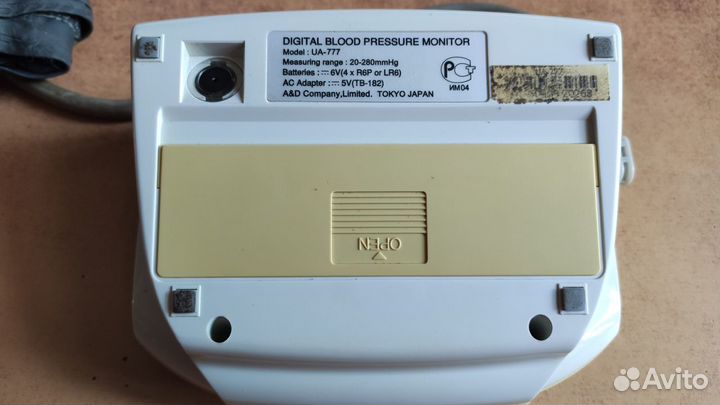 DIGITAL BLOOD PRESSURE MONITOR
Model : UA-777
Measuring range : 20-280mmHg
Batteries : ⎓ 6V(4 x R6P or LR6)
AC Adapter : ⎓ 5V(TB-182)
A&D Company,Limited. TOKYO JAPAN
ИМ04
OPEN
Avito